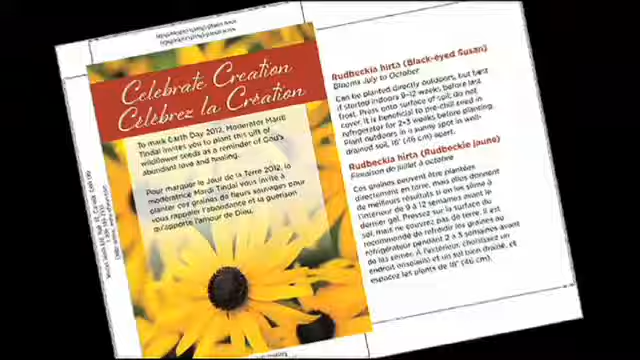 Celebrate Creation
Célébrez la Création
To mark Earth Day 2012, Moderator Mardi
Tindal invites you to plant this gift of
wildflower seeds as a reminder of God's
abundant love and healing.
Pour marquer le Jour de la Terre 2012, la
modératrice Mardi Tindal vous invite à
planter ces graines de fleurs sauvages pour
vous rappeler l'abondance et la guérison
qu'apporte l'amour de Dieu.
Rudbeckia hirta (Black-eyed Susan)
Blooms July to October
Can be planted directly outdoors, but best
if started indoors 9–12 weeks before last
frost. Press onto surface of soil; do not
cover. It is beneficial to pre-chill seed in
refrigerator for 2–3 weeks before planting.
Plant outdoors in a sunny spot in well-
drained soil, 18" (46 cm) apart.
Rudbeckia hirta (Rudbeckie jaune)
Floraison de juillet à octobre
Ces graines peuvent être plantées
directement en terre, mais elles donnent
de meilleurs résultats si on les sème à
l'intérieur de 9 à 12 semaines avant le
dernier gel. Pressez sur la surface du
sol, mais ne couvrez pas de terre. Il est
recommandé de refroidir les graines au
réfrigérateur pendant 2 à 3 semaines avant
de les semer. À l'extérieur, choisissez un
endroit ensoleillé et un sol bien drainé, et
espacez les plants de 18" (46 cm).